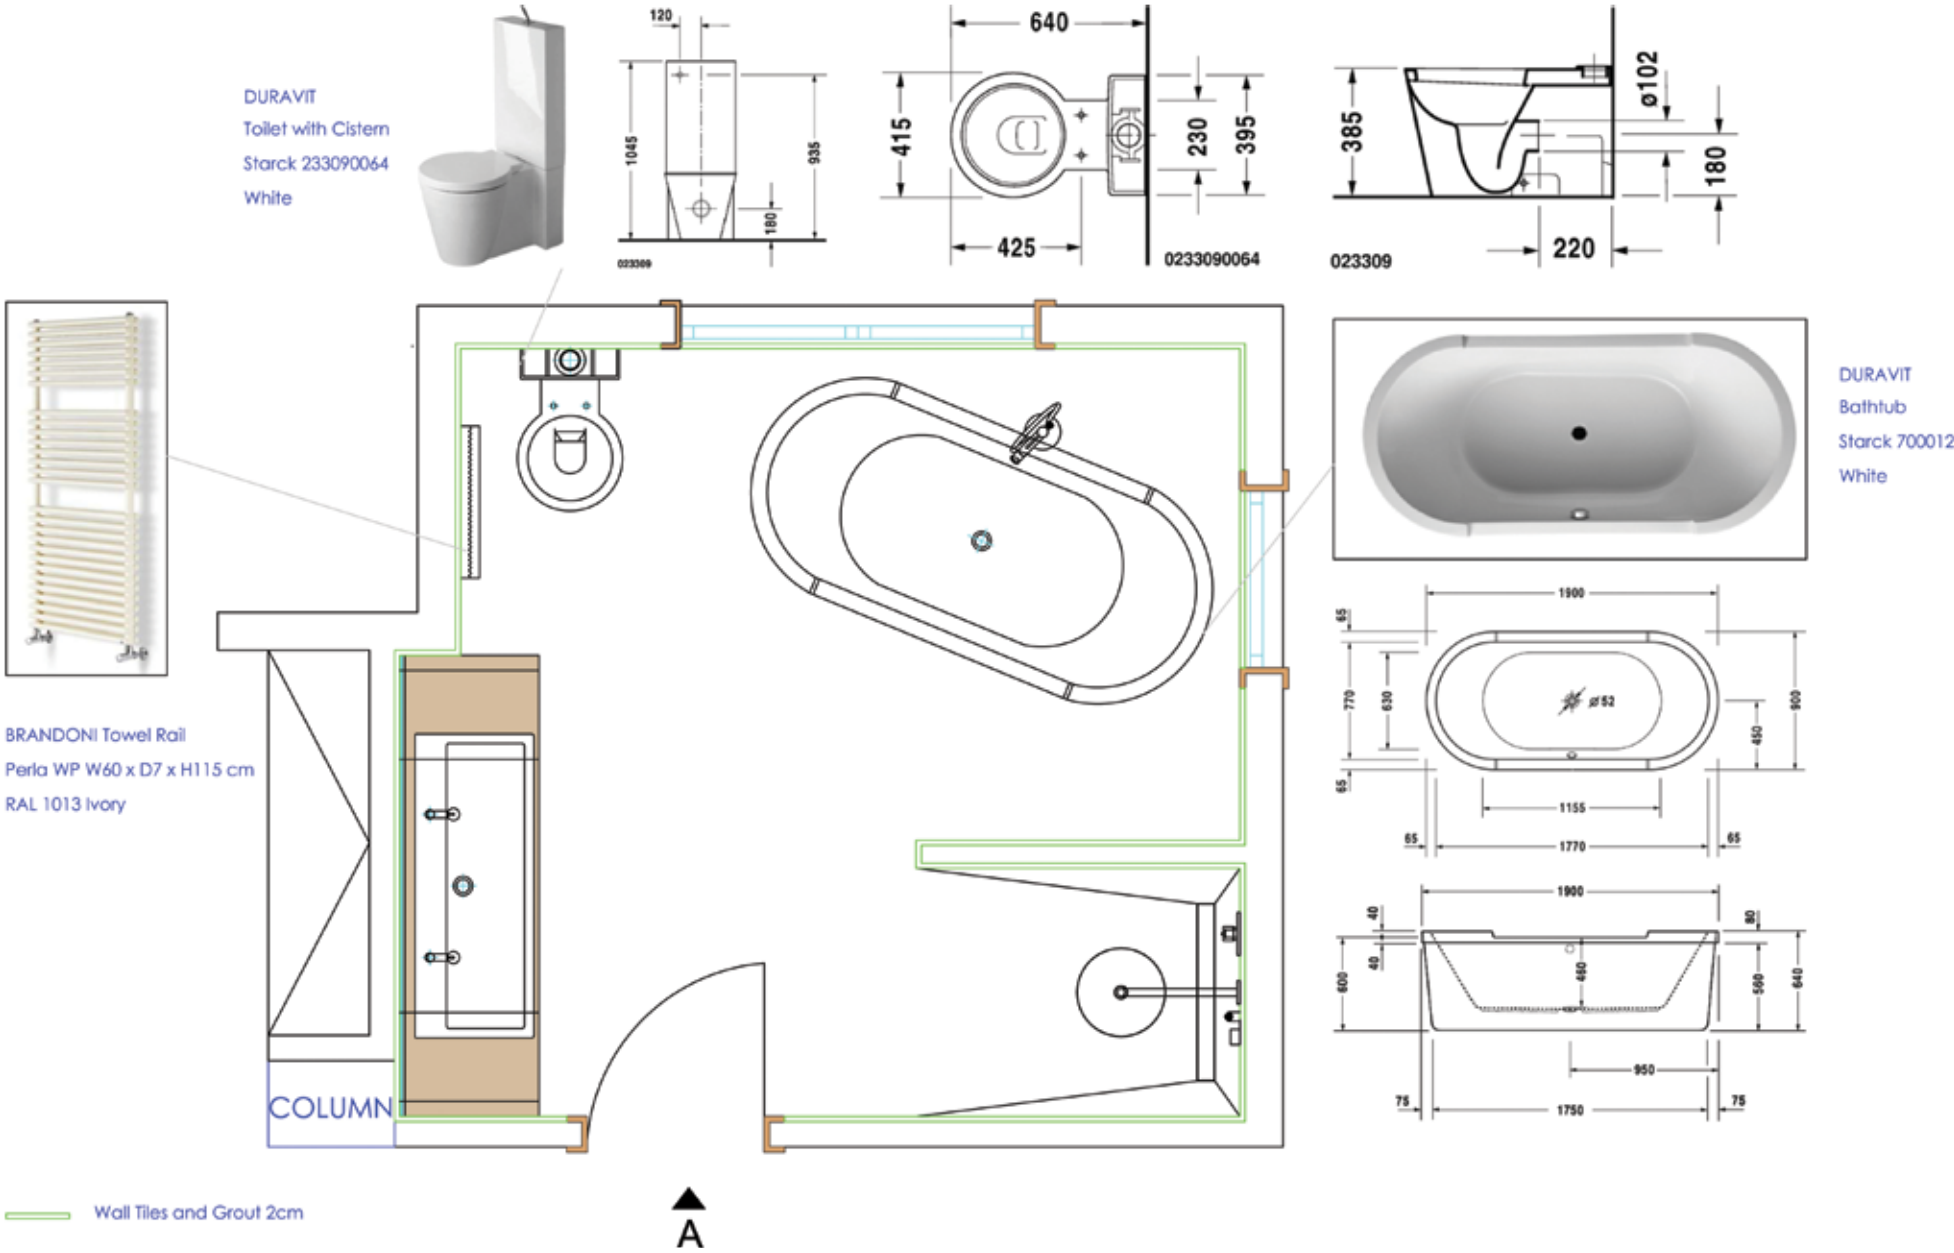 DURAVIT
Toilet with Cistern
Starck 233090064
White
120
1045
935
180
023309
640
415
230
395
425
0233090064
385
ø102
180
220
023309
BRANDONI Towel Rail
Perla WP W60 x D7 x H115 cm
RAL 1013 Ivory
DURAVIT
Bathtub
Starck 700012
White
1900
65
770
630
65
Ø 52
900
450
1155
65
1770
65
1900
40
40
600
460
80
560
640
950
75
1750
75
COLUMN
Wall Tiles and Grout 2cm
A